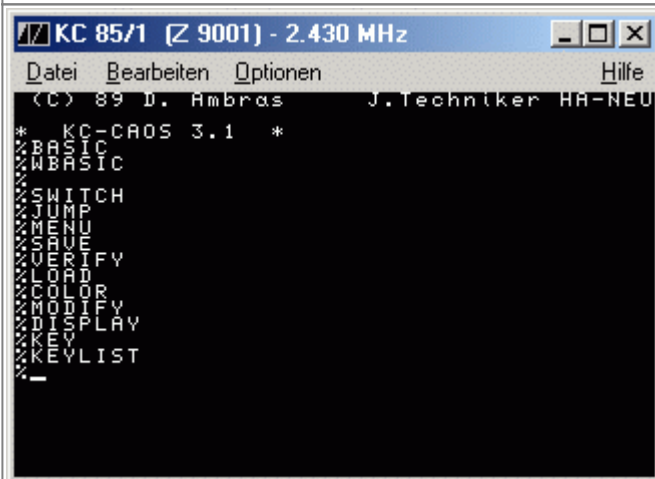 KC 85/1 (Z 9001) - 2.430 MHz
Datei Bearbeiten Optionen Hilfe
(C) 89 D. Ambras J.Techniker HA-NEU
* KC-CAOS 3.1 *
%BASIC
%WBASIC
%
%SWITCH
%JUMP
%MENU
%SAVE
%VERIFY
%LOAD
%COLOR
%MODIFY
%DISPLAY
%KEY
%KEYLIST
%_